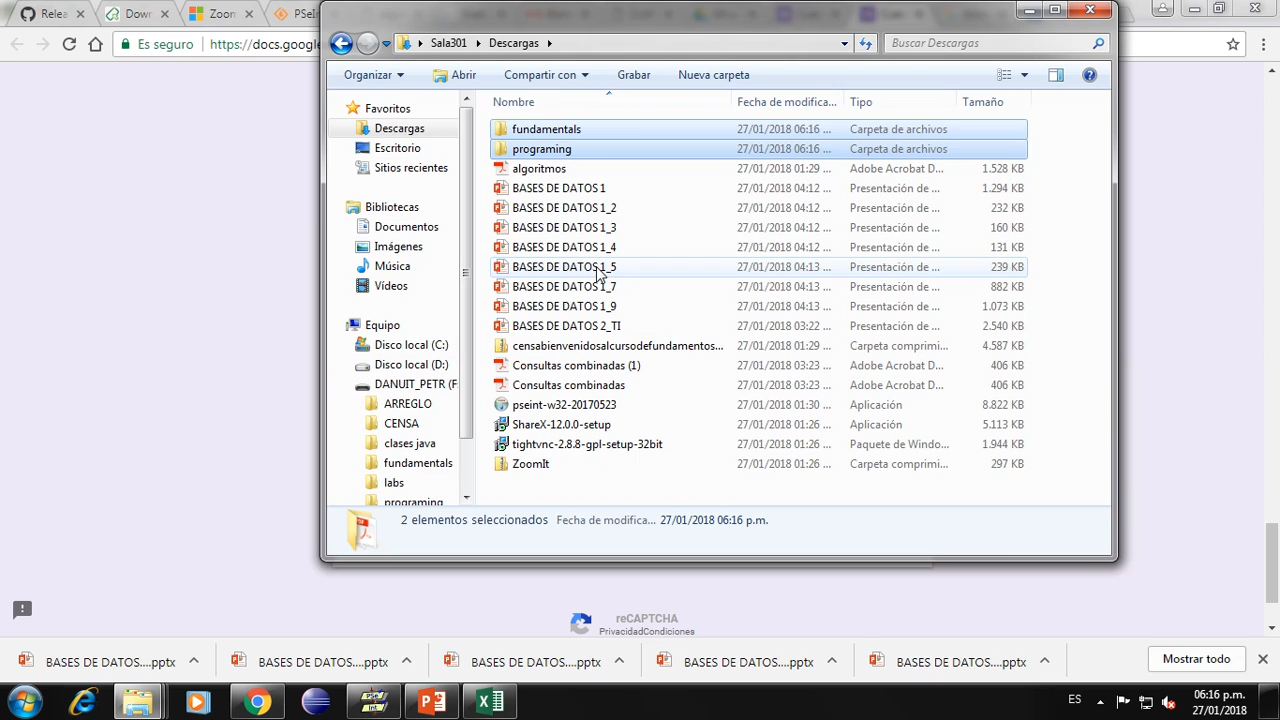 Relea
Down
Zoom
PSeIn
Es seguro
https://docs.google
Sala301
Descargas
Buscar Descargas
Organizar
Abrir
Compartir con
Grabar
Nueva carpeta
Favoritos
Descargas
Escritorio
Sitios recientes
Bibliotecas
Documentos
Imágenes
Música
Vídeos
Equipo
Disco local (C:)
Disco local (D:)
DANUIT_PETR (F
ARREGLO
CENSA
clases java
fundamentals
labs
programing
Nombre Fecha de modifica... Tipo Tamaño
fundamentals 27/01/2018 06:16 ... Carpeta de archivos
programing 27/01/2018 06:16 ... Carpeta de archivos
algoritmos 27/01/2018 01:29 ... Adobe Acrobat D... 1.528 KB
BASES DE DATOS 1 27/01/2018 04:12 ... Presentación de ... 1.294 KB
BASES DE DATOS 1_2 27/01/2018 04:12 ... Presentación de ... 232 KB
BASES DE DATOS 1_3 27/01/2018 04:12 ... Presentación de ... 160 KB
BASES DE DATOS 1_4 27/01/2018 04:12 ... Presentación de ... 131 KB
BASES DE DATOS 1_5 27/01/2018 04:13 ... Presentación de ... 239 KB
BASES DE DATOS 1_7 27/01/2018 04:13 ... Presentación de ... 882 KB
BASES DE DATOS 1_9 27/01/2018 04:13 ... Presentación de ... 1.073 KB
BASES DE DATOS 2_TI 27/01/2018 03:22 ... Presentación de ... 2.540 KB
censabienvenidosalcursodefundamentos... 27/01/2018 01:29 ... Carpeta comprimi... 4.587 KB
Consultas combinadas (1) 27/01/2018 03:23 ... Adobe Acrobat D... 406 KB
Consultas combinadas 27/01/2018 03:23 ... Adobe Acrobat D... 406 KB
pseint-w32-20170523 27/01/2018 01:30 ... Aplicación 8.822 KB
ShareX-12.0.0-setup 27/01/2018 01:26 ... Aplicación 5.113 KB
tightvnc-2.8.8-gpl-setup-32bit 27/01/2018 01:26 ... Paquete de Windo... 1.944 KB
ZoomIt 27/01/2018 01:26 ... Carpeta comprimi... 297 KB
2 elementos seleccionados Fecha de modifica... 27/01/2018 06:16 p.m.
reCAPTCHA
PrivacidadCondiciones
BASES DE DATOS....pptx
BASES DE DATOS....pptx
BASES DE DATOS....pptx
BASES DE DATOS....pptx
BASES DE DATOS....pptx
Mostrar todo
ES
06:16 p.m.
27/01/2018